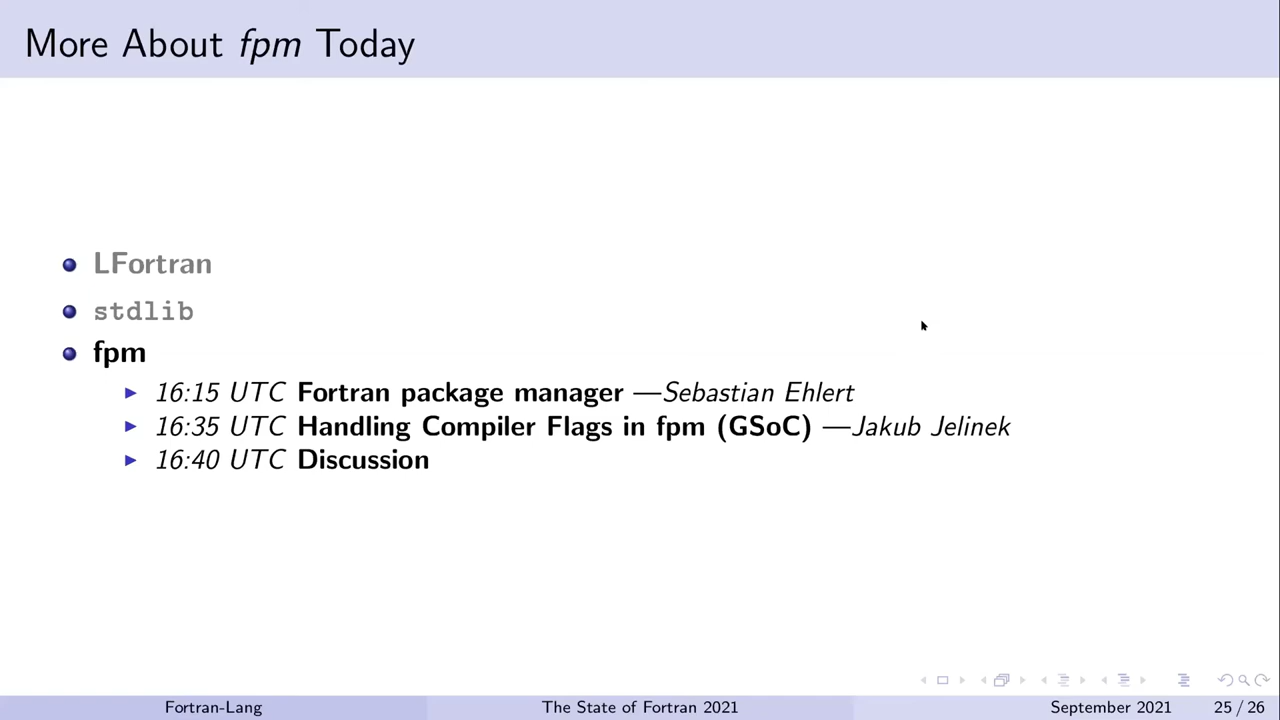 More About fpm Today
LFortran
stdlib
fpm
16:15 UTC Fortran package manager —Sebastian Ehlert
16:35 UTC Handling Compiler Flags in fpm (GSoC) —Jakub Jelinek
16:40 UTC Discussion
Fortran-Lang The State of Fortran 2021 September 2021 25 / 26